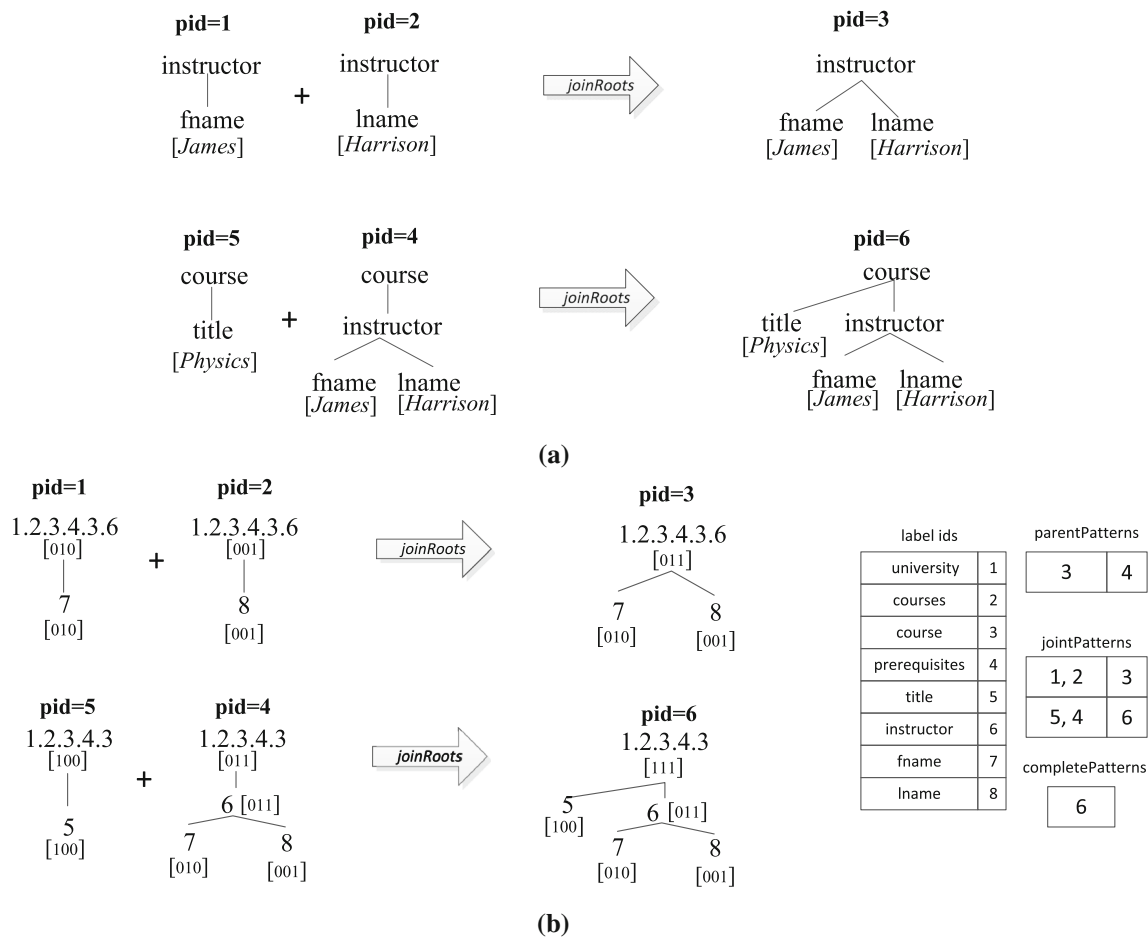 pid=1 pid=2 pid=3
instructor + instructor joinRoots instructor
fname lname fname lname
[James] [Harrison] [James] [Harrison]
pid=5 pid=4 pid=6
course course course
title + instructor joinRoots title instructor
[Physics] [Physics]
fname lname fname lname
[James] [Harrison] [James] [Harrison]
(a)
pid=1 pid=2 pid=3
1.2.3.4.3.6 1.2.3.4.3.6 1.2.3.4.3.6
[010] + [001] joinRoots [011]
7 8 7 8
[010] [001] [010] [001]
pid=5 pid=4 pid=6
1.2.3.4.3 1.2.3.4.3 1.2.3.4.3
[100] + [011] joinRoots [111]
5 6 [011] 5 6 [011]
[100] [100]
7 8 7 8
[010] [001] [010] [001]
label ids
university 1
courses 2
course 3
prerequisites 4
title 5
instructor 6
fname 7
lname 8
parentPatterns
3 4
jointPatterns
1, 2 3
5, 4 6
completePatterns
6
(b)